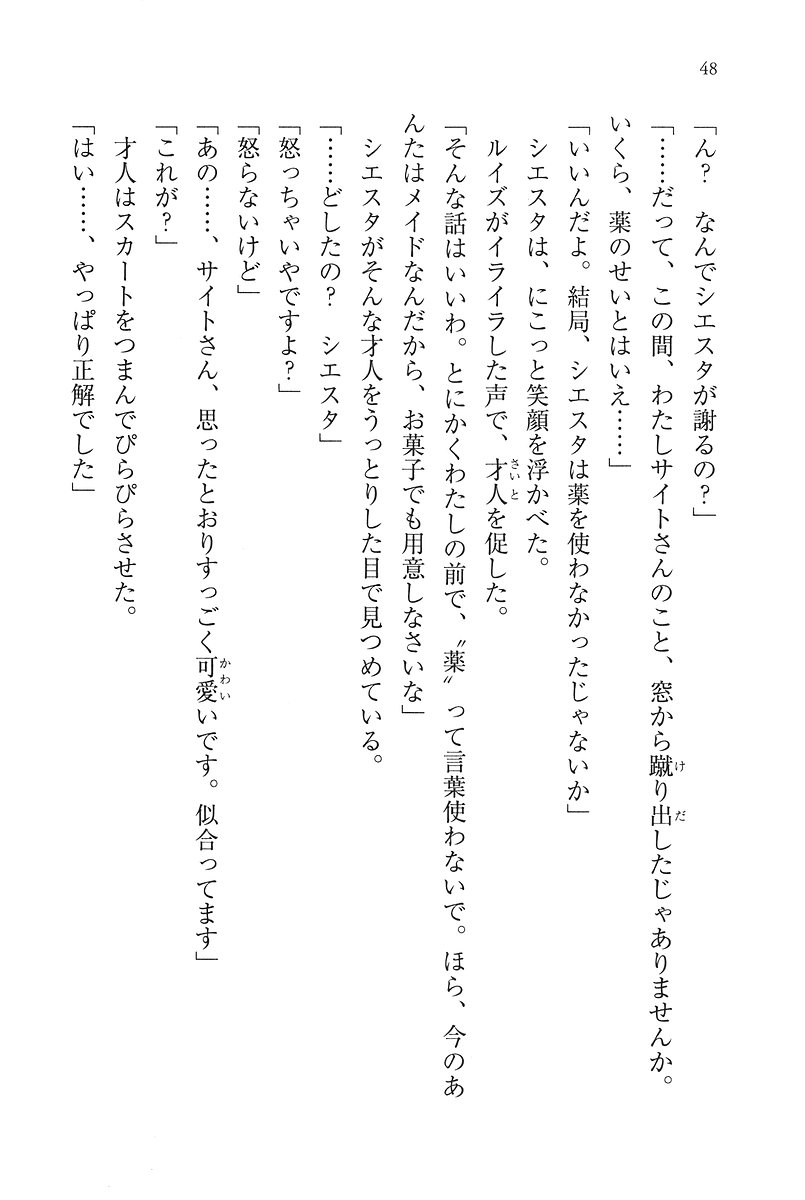 48
「ん？　なんでシエスタが謝るの？」
「……だって、この間、わたしサイトさんのこと、窓から蹴り出したじゃありませんか。
いくら、薬のせいとはいえ……」
「いいんだよ。結局、シエスタは薬を使わなかったじゃないか」
　シエスタは、にこっと笑顔を浮かべた。
　ルイズがイライラした声で、才人を促した。
「そんな話はいいわ。とにかくわたしの前で、〝薬〟って言葉使わないで。ほら、今のあ
んたはメイドなんだから、お菓子でも用意しなさいな」
　シエスタがそんな才人をうっとりした目で見つめている。
「……どしたの？　シエスタ」
「怒っちゃいやですよ？」
「怒らないけど」
「あの……、サイトさん、思ったとおりすっごく可愛いです。似合ってます」
「これが？」
　才人はスカートをつまんでぴらぴらさせた。
「はい……、やっぱり正解でした」